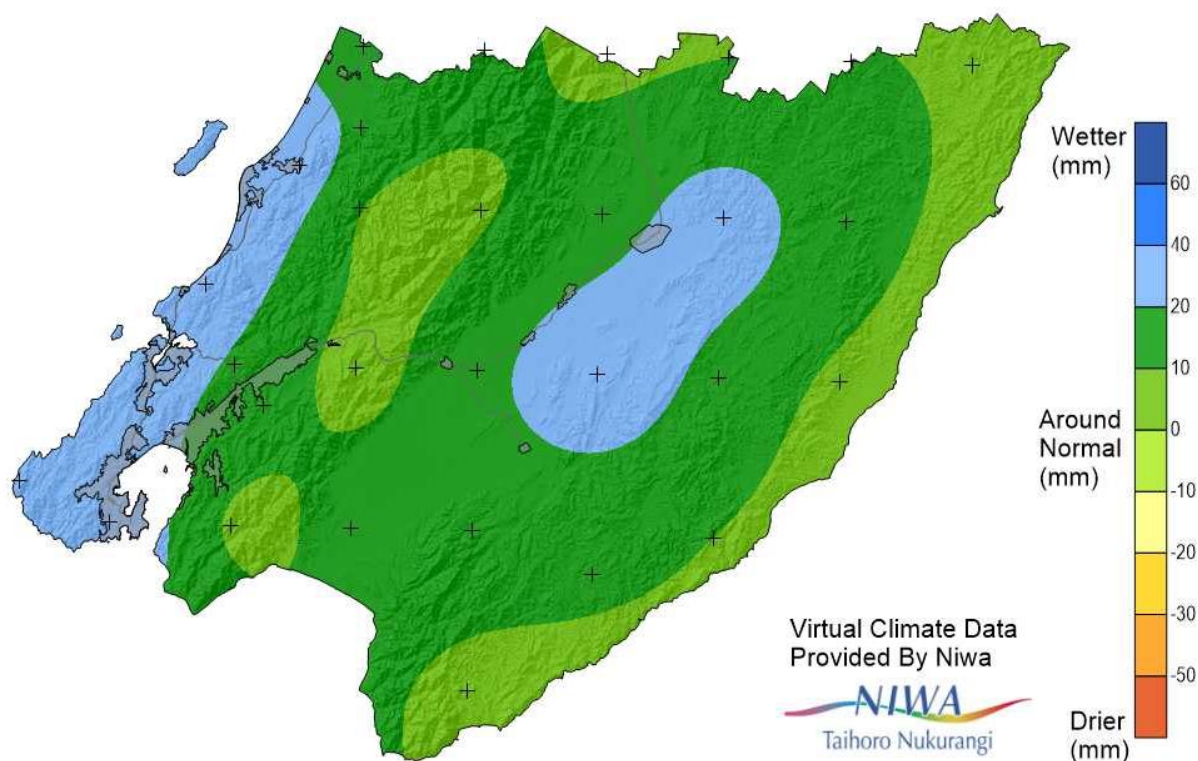 Wetter
(mm)
60
40
20
10
Around
Normal
(mm)
0
-10
-20
-30
-50
Drier
(mm)
Virtual Climate Data
Provided By Niwa
NIWA
Taihoro Nukurangi